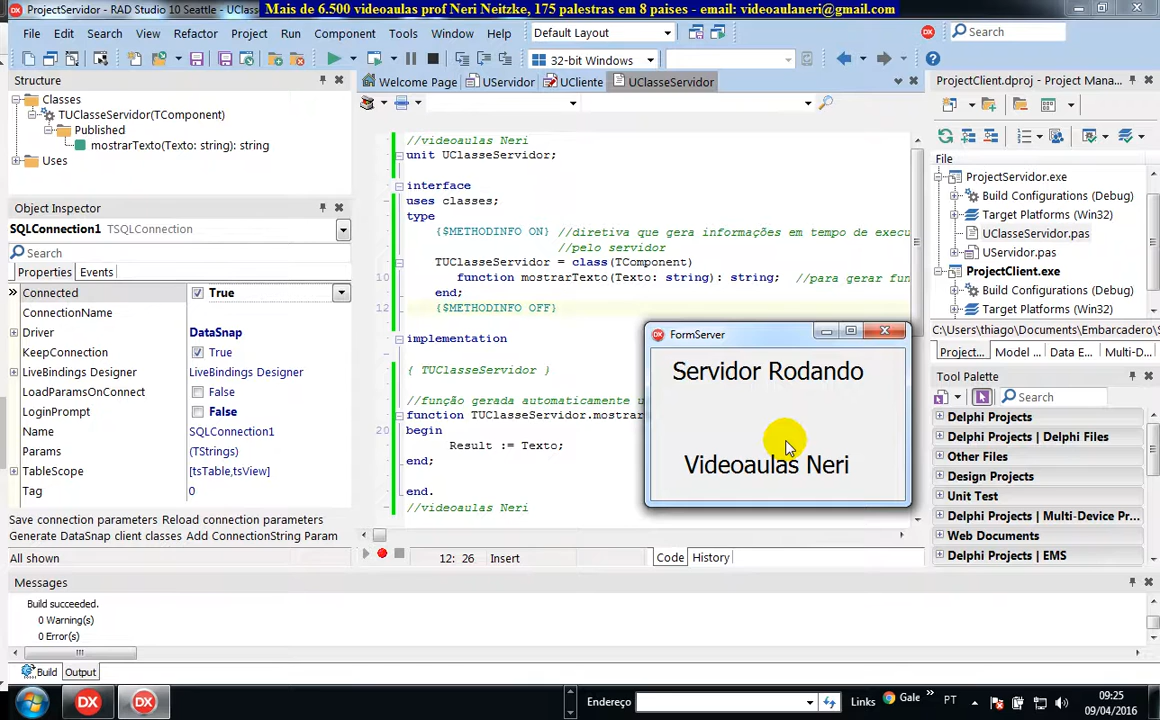 ProjectServidor - RAD Studio 10 Seattle - UClasse
Mais de 6.500 videoaulas prof Neri Neitzke, 175 palestras em 8 paises - email: videoaulaneri@gmail.com
File Edit Search View Refactor Project Run Component Tools Window Help
Default Layout
Search
32-bit Windows
Structure
Classes
TUClasseServidor(TComponent)
Published
mostrarTexto(Texto: string): string
Uses
Object Inspector
SQLConnection1 TSQLConnection
Search
Properties Events
Connected True
ConnectionName
Driver DataSnap
KeepConnection True
LiveBindings Designer LiveBindings Designer
LoadParamsOnConnect False
LoginPrompt False
Name SQLConnection1
Params (TStrings)
TableScope [tsTable,tsView]
Tag 0
Save connection parameters Reload connection parameters
Generate DataSnap client classes Add ConnectionString Param
All shown
Welcome Page UServidor UCliente UClasseServidor
//videoaulas Neri
unit UClasseServidor;
interface
uses classes;
type
{$METHODINFO ON} //diretiva que gera informações em tempo de execu
//pelo servidor
TUClasseServidor = class(TComponent)
10 function mostrarTexto(Texto: string): string; //para gerar fun
end;
12 {$METHODINFO OFF}
implementation
{ TUClasseServidor }
//função gerada automaticamente u
function TUClasseServidor.mostrar
20 begin
Result := Texto;
end;
end.
//videoaulas Neri
12: 26 Insert
Code History
FormServer
Servidor Rodando
Videoaulas Neri
ProjectClient.dproj - Project Mana...
File
ProjectServidor.exe
Build Configurations (Debug)
Target Platforms (Win32)
UClasseServidor.pas
UServidor.pas
ProjectClient.exe
Build Configurations (Debug)
Target Platforms (Win32)
C:\Users\thiago\Documents\Embarcadero\
Project... Model ... Data E... Multi-D...
Tool Palette
Search
Delphi Projects
Delphi Projects | Delphi Files
Other Files
Design Projects
Unit Test
Delphi Projects | Multi-Device Pr...
Web Documents
Delphi Projects | EMS
Messages
Build succeeded.
0 Warning(s)
0 Error(s)
Build Output
Endereço
Links
Gale
»
PT
09:25
09/04/2016